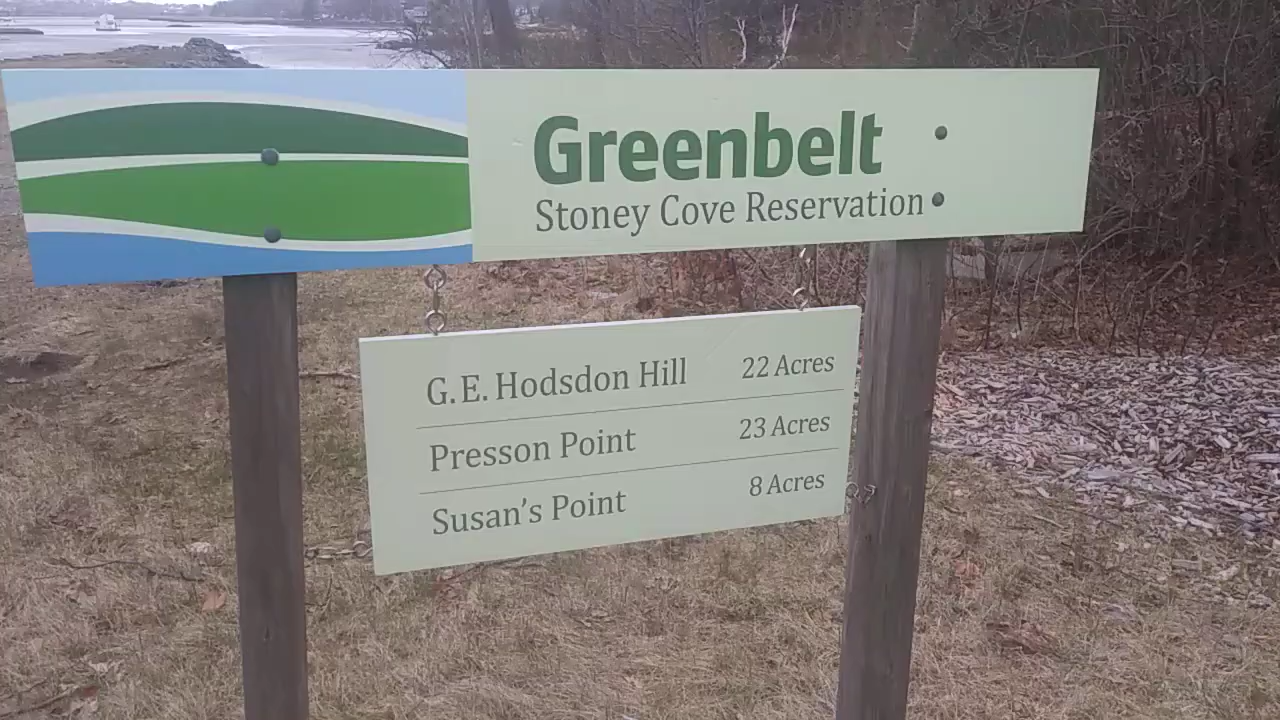 Greenbelt
Stoney Cove Reservation
G.E. Hodsdon Hill 22 Acres
Presson Point 23 Acres
Susan's Point 8 Acres